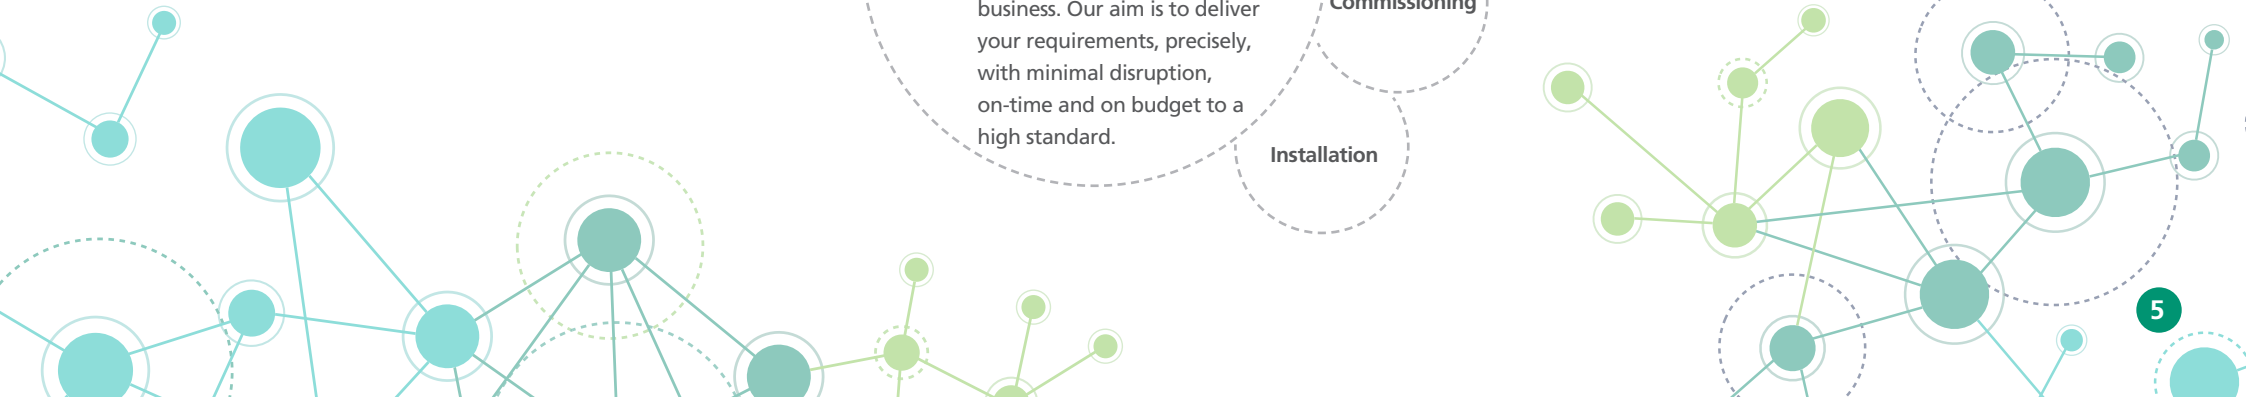 business. Our aim is to deliver
your requirements, precisely,
with minimal disruption,
on-time and on budget to a
high standard.
Commissioning
Installation
5